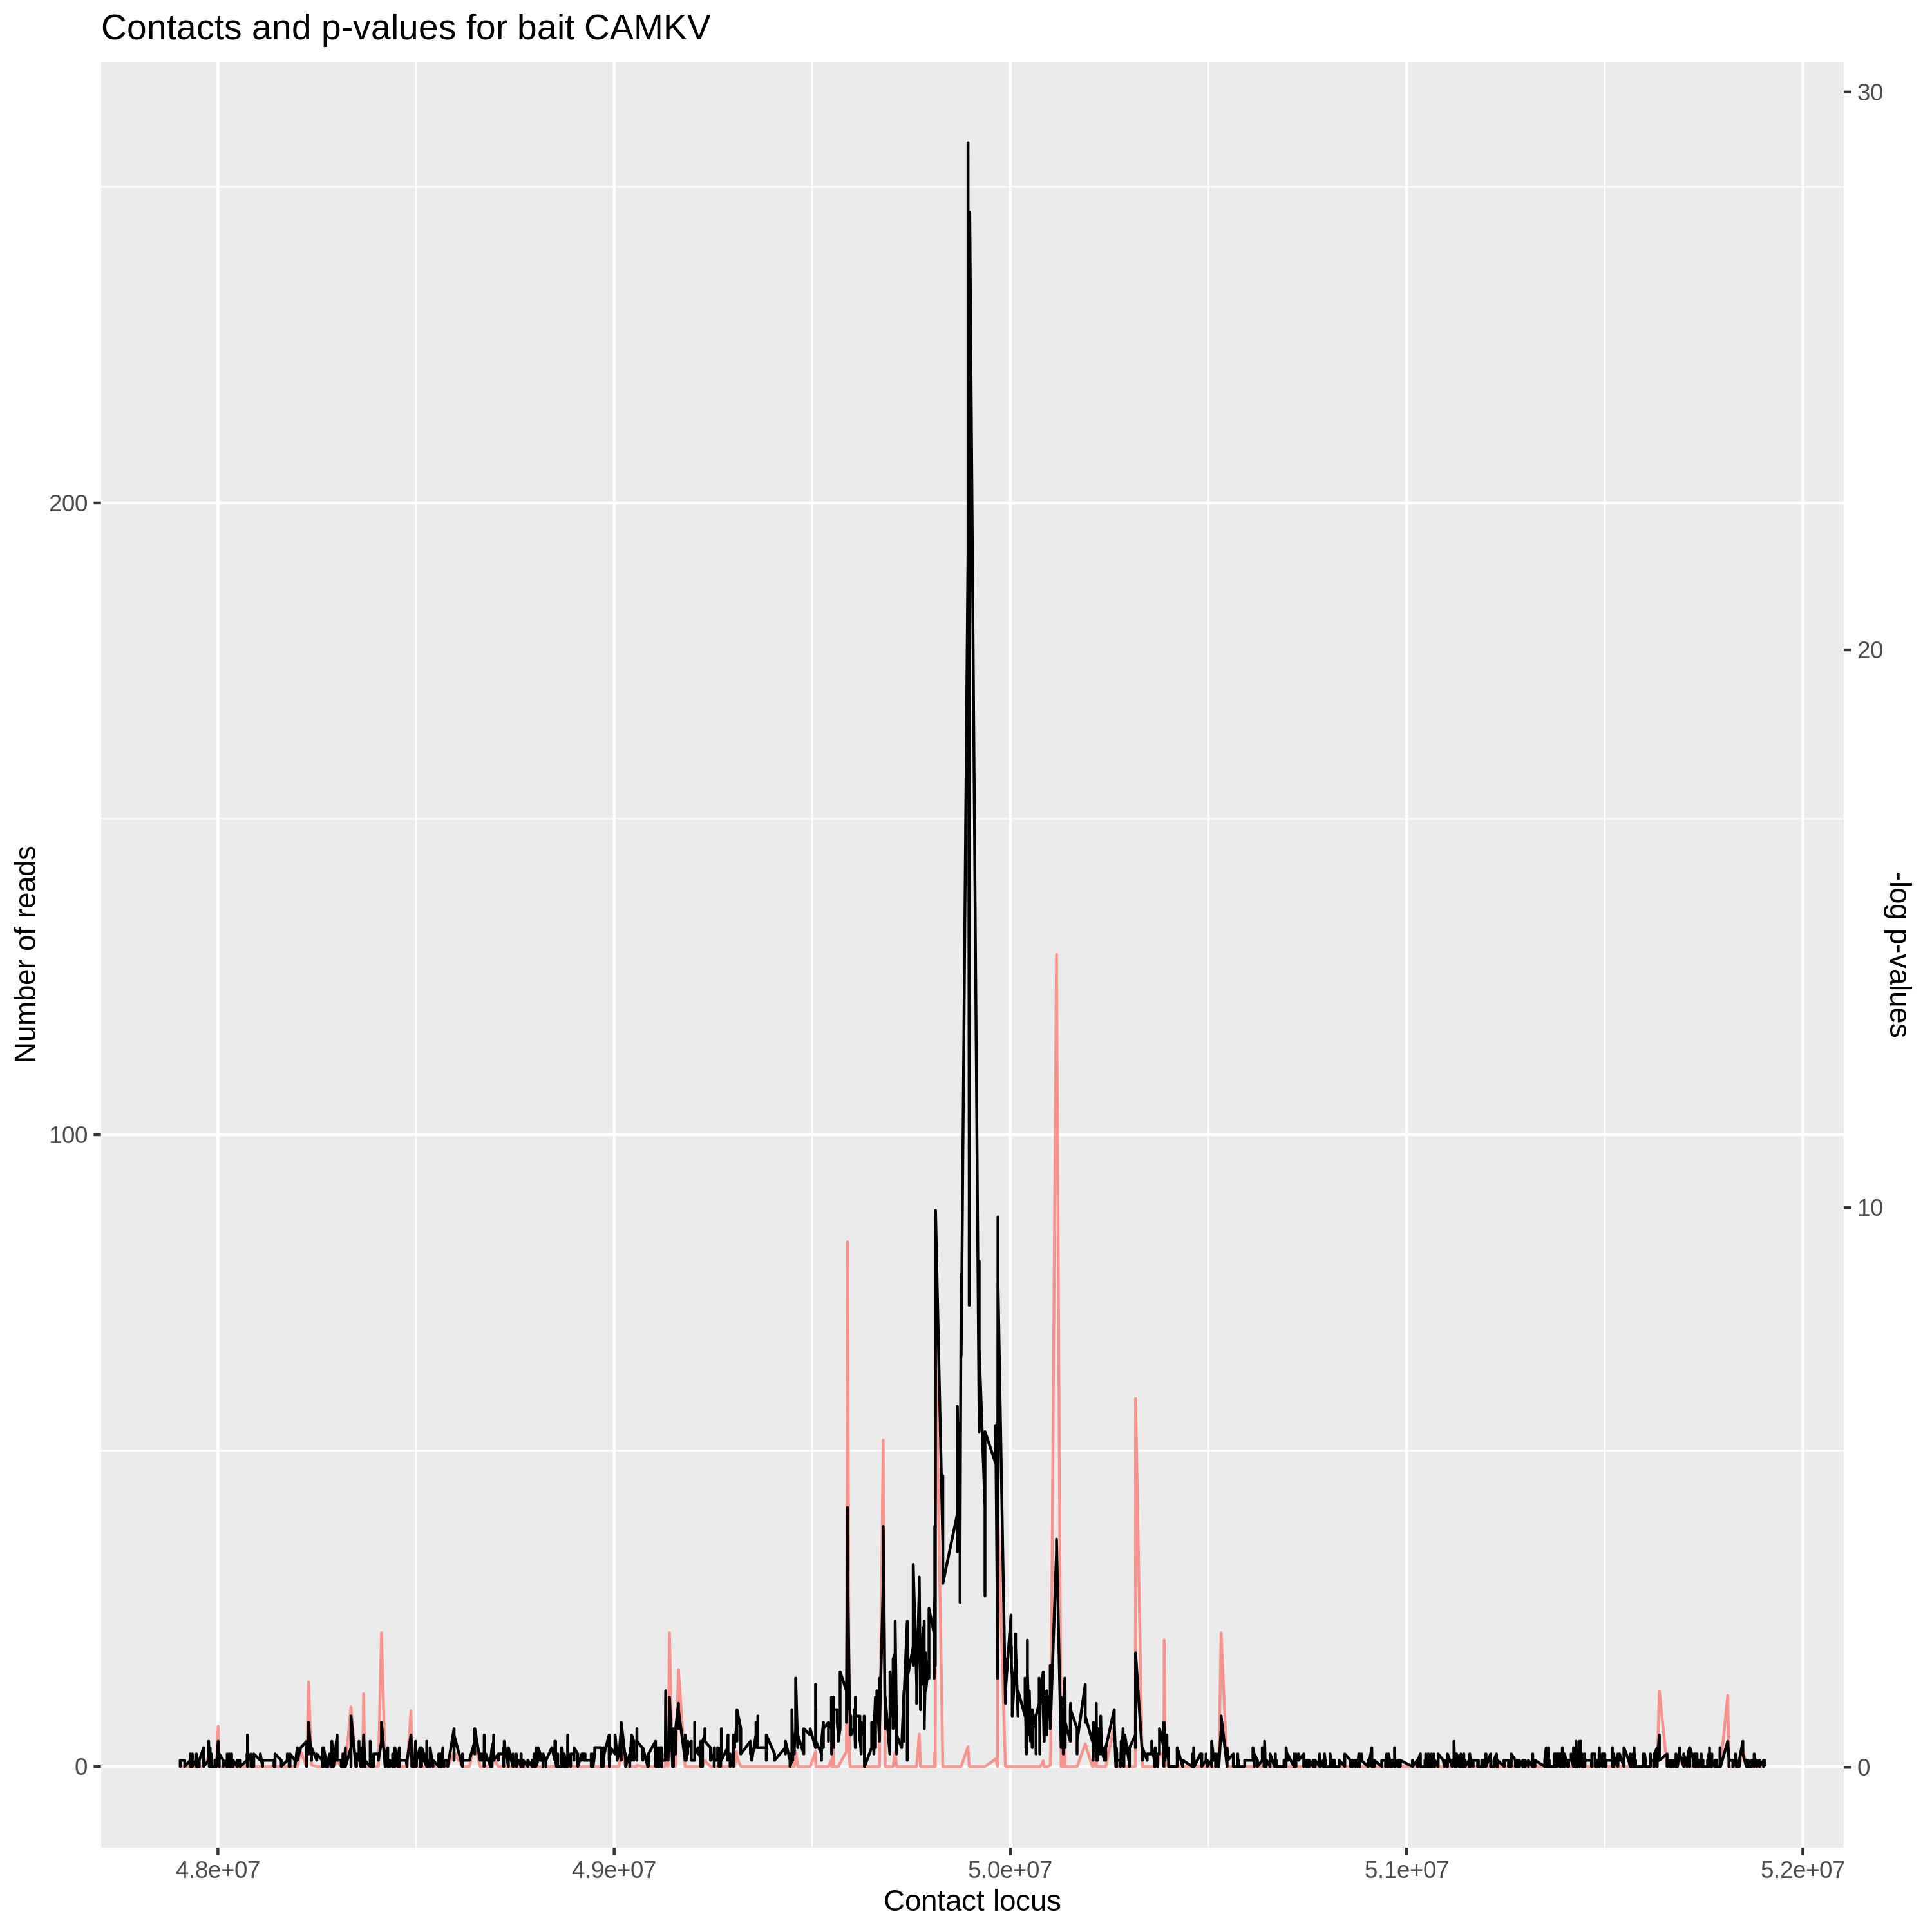 Contacts and p-values for bait CAMKV
30
200
20
Number of reads
-log p-values
100
10
0
0
4.8e+07
4.9e+07
5.0e+07
5.1e+07
5.2e+07
Contact locus